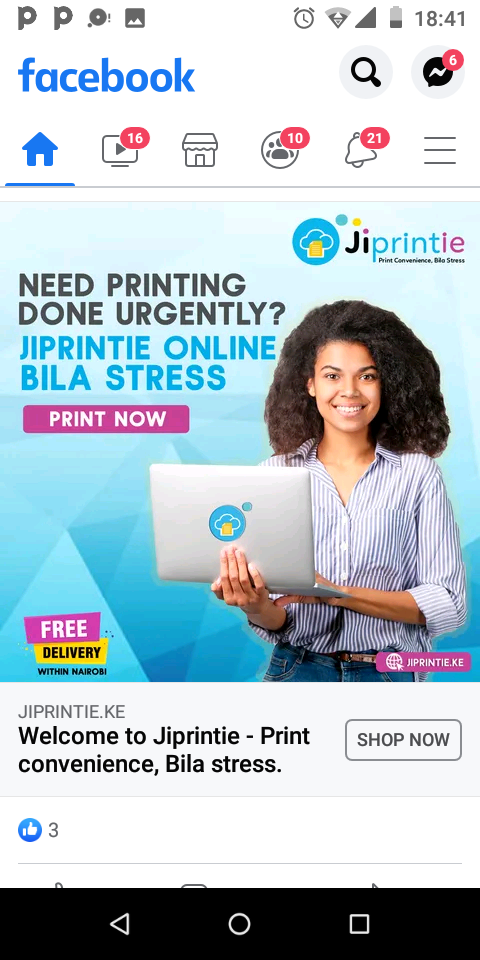 18:41
facebook
6
16
10
21
Jiprintie
Print Convenience, Bila Stress
NEED PRINTING
DONE URGENTLY?
JIPRINTIE ONLINE
BILA STRESS
PRINT NOW
FREE
DELIVERY
WITHIN NAIROBI
JIPRINTIE.KE
JIPRINTIE.KE
Welcome to Jiprintie - Print
convenience, Bila stress.
SHOP NOW
3